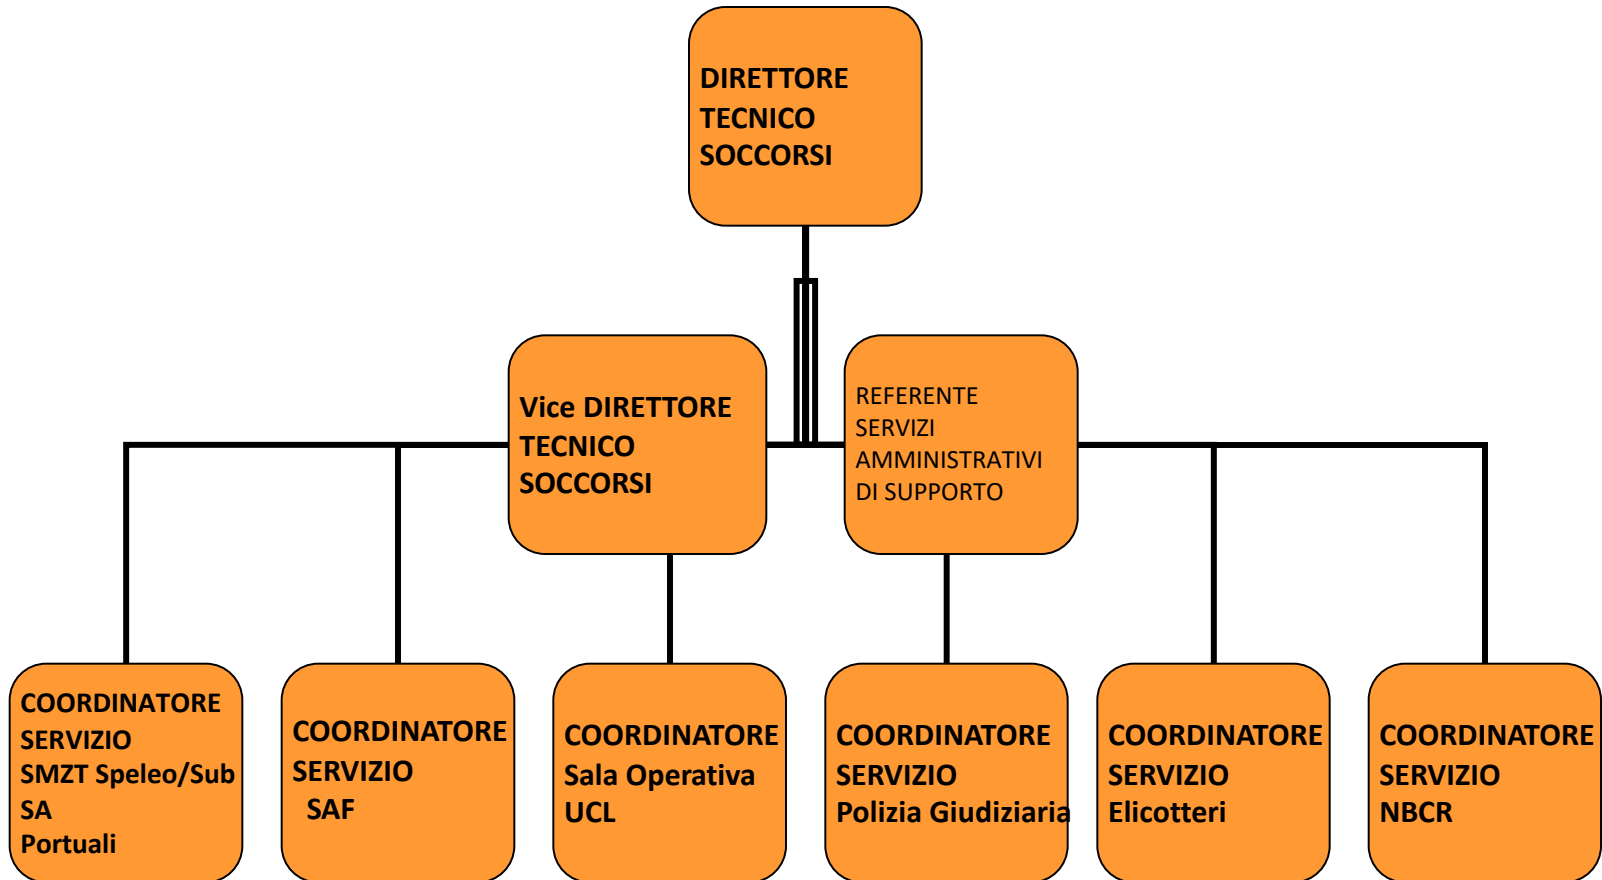 DIRETTORE
TECNICO
SOCCORSI
Vice DIRETTORE
TECNICO
SOCCORSI
REFERENTE
SERVIZI
AMMINISTRATIVI
DI SUPPORTO
COORDINATORE
SERVIZIO
SMZT Speleo/Sub
SA
Portuali
COORDINATORE
SERVIZIO
SAF
COORDINATORE
Sala Operativa
UCL
COORDINATORE
SERVIZIO
Polizia Giudiziaria
COORDINATORE
SERVIZIO
Elicotteri
COORDINATORE
SERVIZIO
NBCR